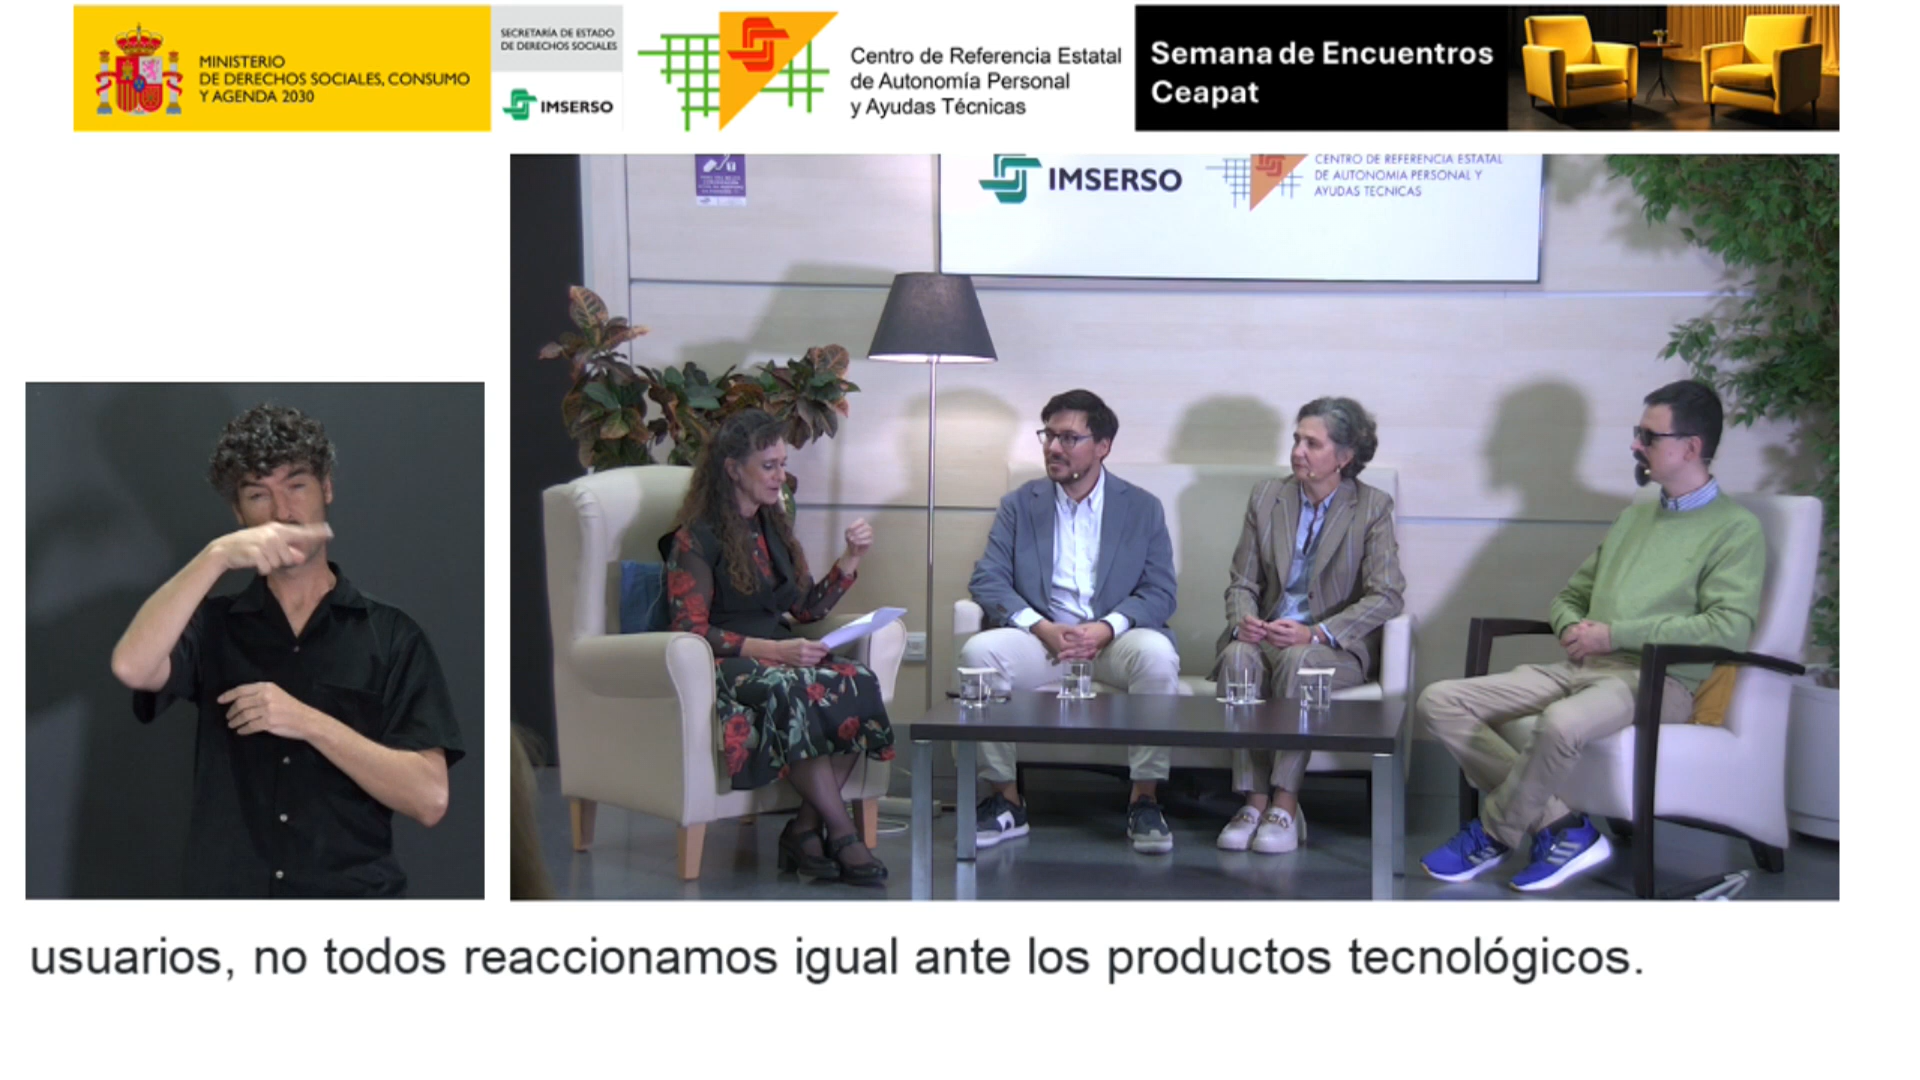 MINISTERIO
DE DERECHOS SOCIALES, CONSUMO
Y AGENDA 2030
SECRETARÍA DE ESTADO
DE DERECHOS SOCIALES
IMSERSO
Centro de Referencia Estatal
de Autonomía Personal
y Ayudas Técnicas
Semana de Encuentros
Ceapat
IMSERSO
CENTRO DE REFERENCIA ESTATAL
DE AUTONOMIA PERSONAL Y
AYUDAS TECNICAS
usuarios, no todos reaccionamos igual ante los productos tecnológicos.